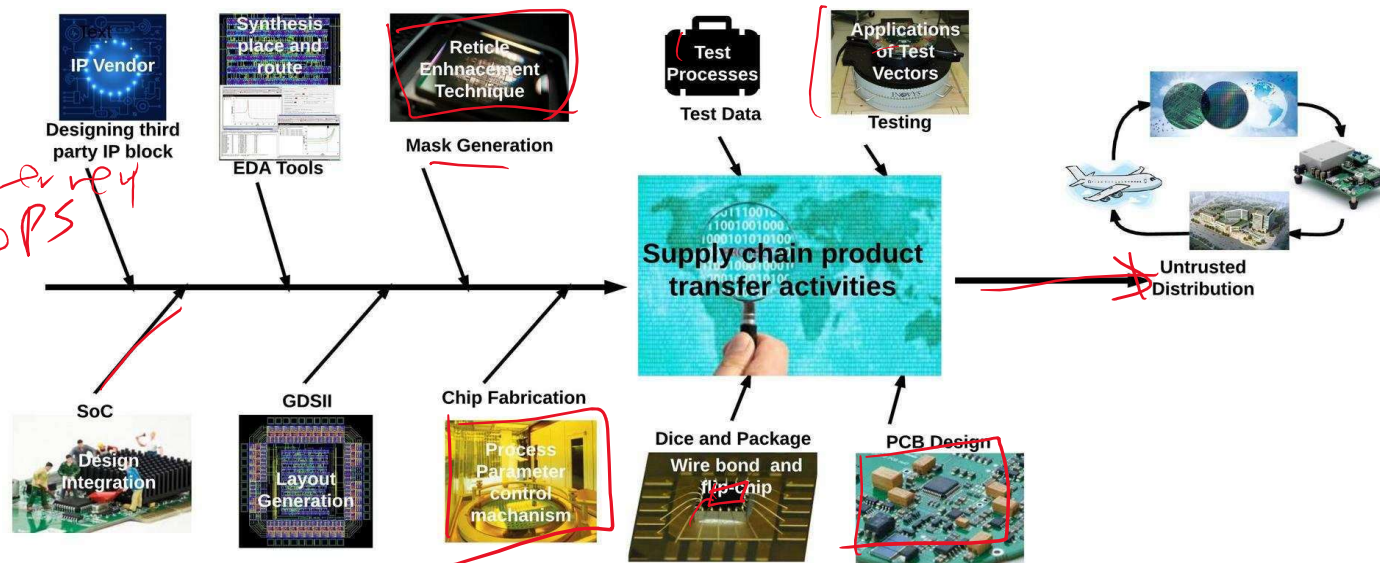 Text
IP Vendor
Designing third
party IP block
Synthesis
place and
route
EDA Tools
Reticle
Enhnacement
Technique
Mask Generation
Test
Processes
Test Data
Applications
of Test
Vectors
Testing
Supply chain product
transfer activities
Untrusted
Distribution
SoC
Design
Integration
GDSII
Layout
Generation
Chip Fabrication
Process
Parameter
control
machanism
Dice and Package
Wire bond and
flip-chip
PCB Design